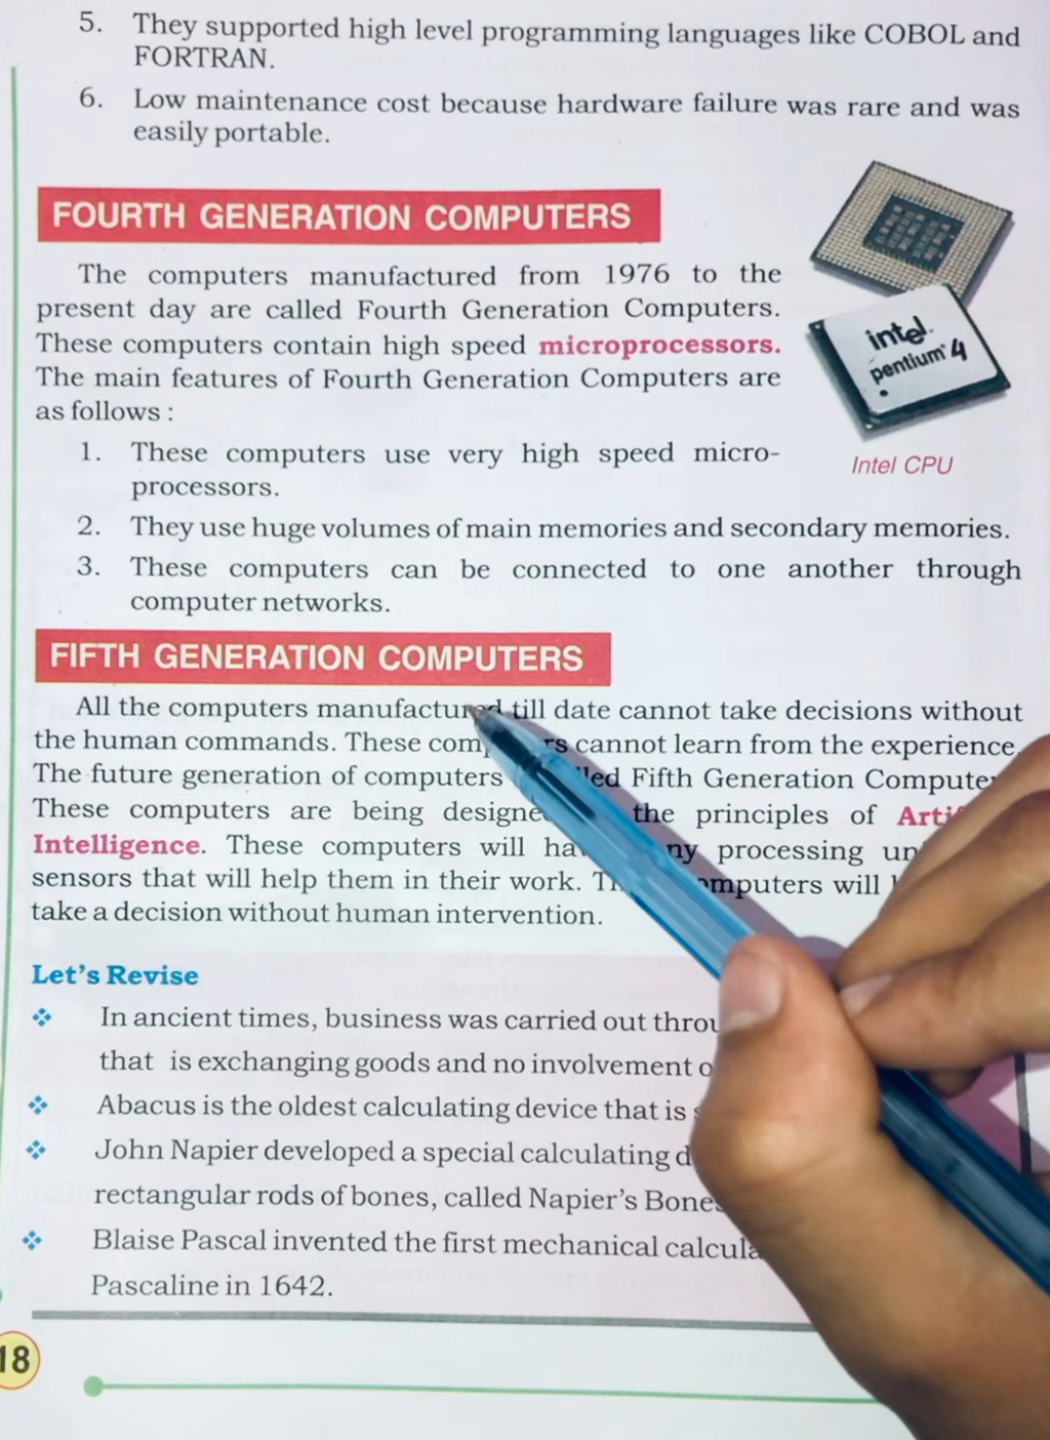 5. They supported high level programming languages like COBOL and
FORTRAN.
6. Low maintenance cost because hardware failure was rare and was
easily portable.
FOURTH GENERATION COMPUTERS
The computers manufactured from 1976 to the
present day are called Fourth Generation Computers.
These computers contain high speed microprocessors.
The main features of Fourth Generation Computers are
as follows :
intel
pentium 4
Intel CPU
1. These computers use very high speed micro-
processors.
2. They use huge volumes of main memories and secondary memories.
3. These computers can be connected to one another through
computer networks.
FIFTH GENERATION COMPUTERS
All the computers manufactured till date cannot take decisions without
the human commands. These cannot learn from the experience.
The future generation of computers Fifth Generation
These computers are being the principles of
Intelligence. These computers will processing
sensors that will help them in their work. computers will
take a decision without human intervention.
Let's Revise
❖ In ancient times, business was carried out
that is exchanging goods and no involvement
❖ Abacus is the oldest calculating device that is
❖ John Napier developed a special calculating
rectangular rods of bones, called Napier's
❖ Blaise Pascal invented the first mechanical
Pascaline in 1642.
18